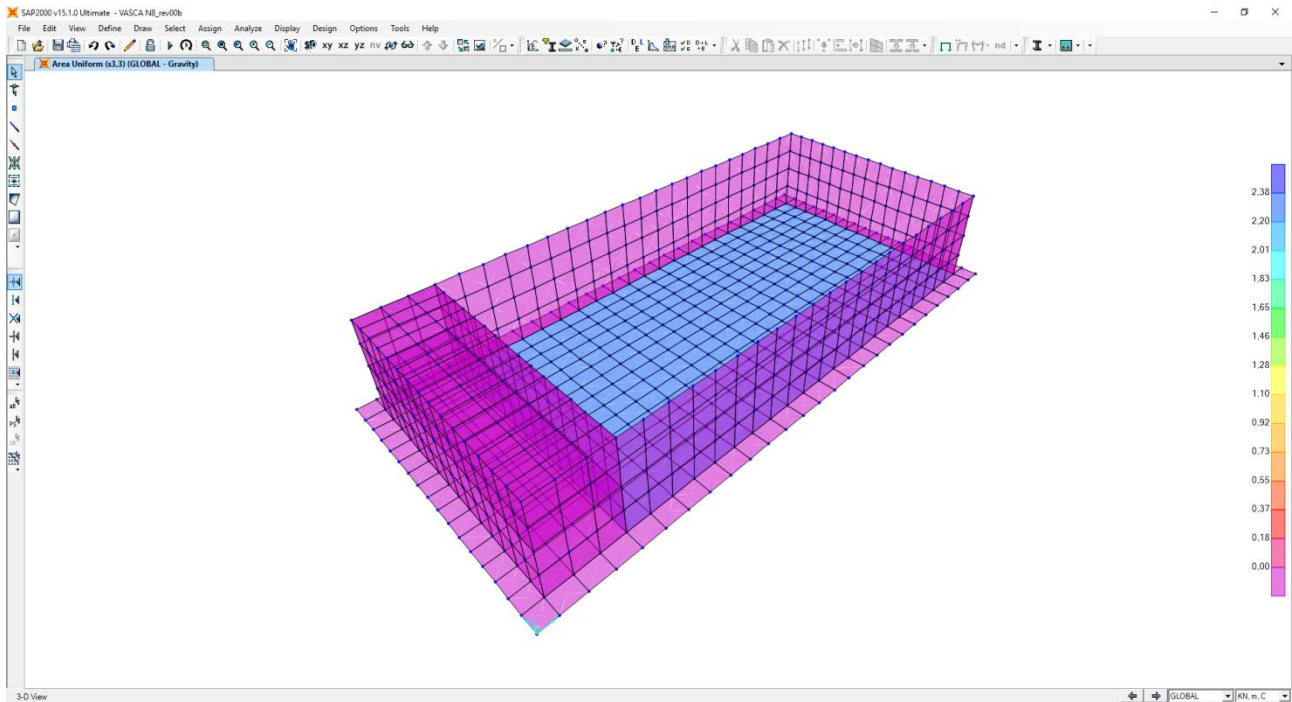 SAP2000 v15.1.0 Ultimate - VASCA N8_rev00b
File Edit View Define Draw Select Assign Analyze Display Design Options Tools Help
xy xz yz nv nd
Area Uniform (s3,3) (GLOBAL - Gravity)
2,38
2,20
2,01
1,83
1,65
1,46
1,28
1,10
0,92
0,73
0,55
0,37
0,18
0,00
3-D View GLOBAL KN, m, C